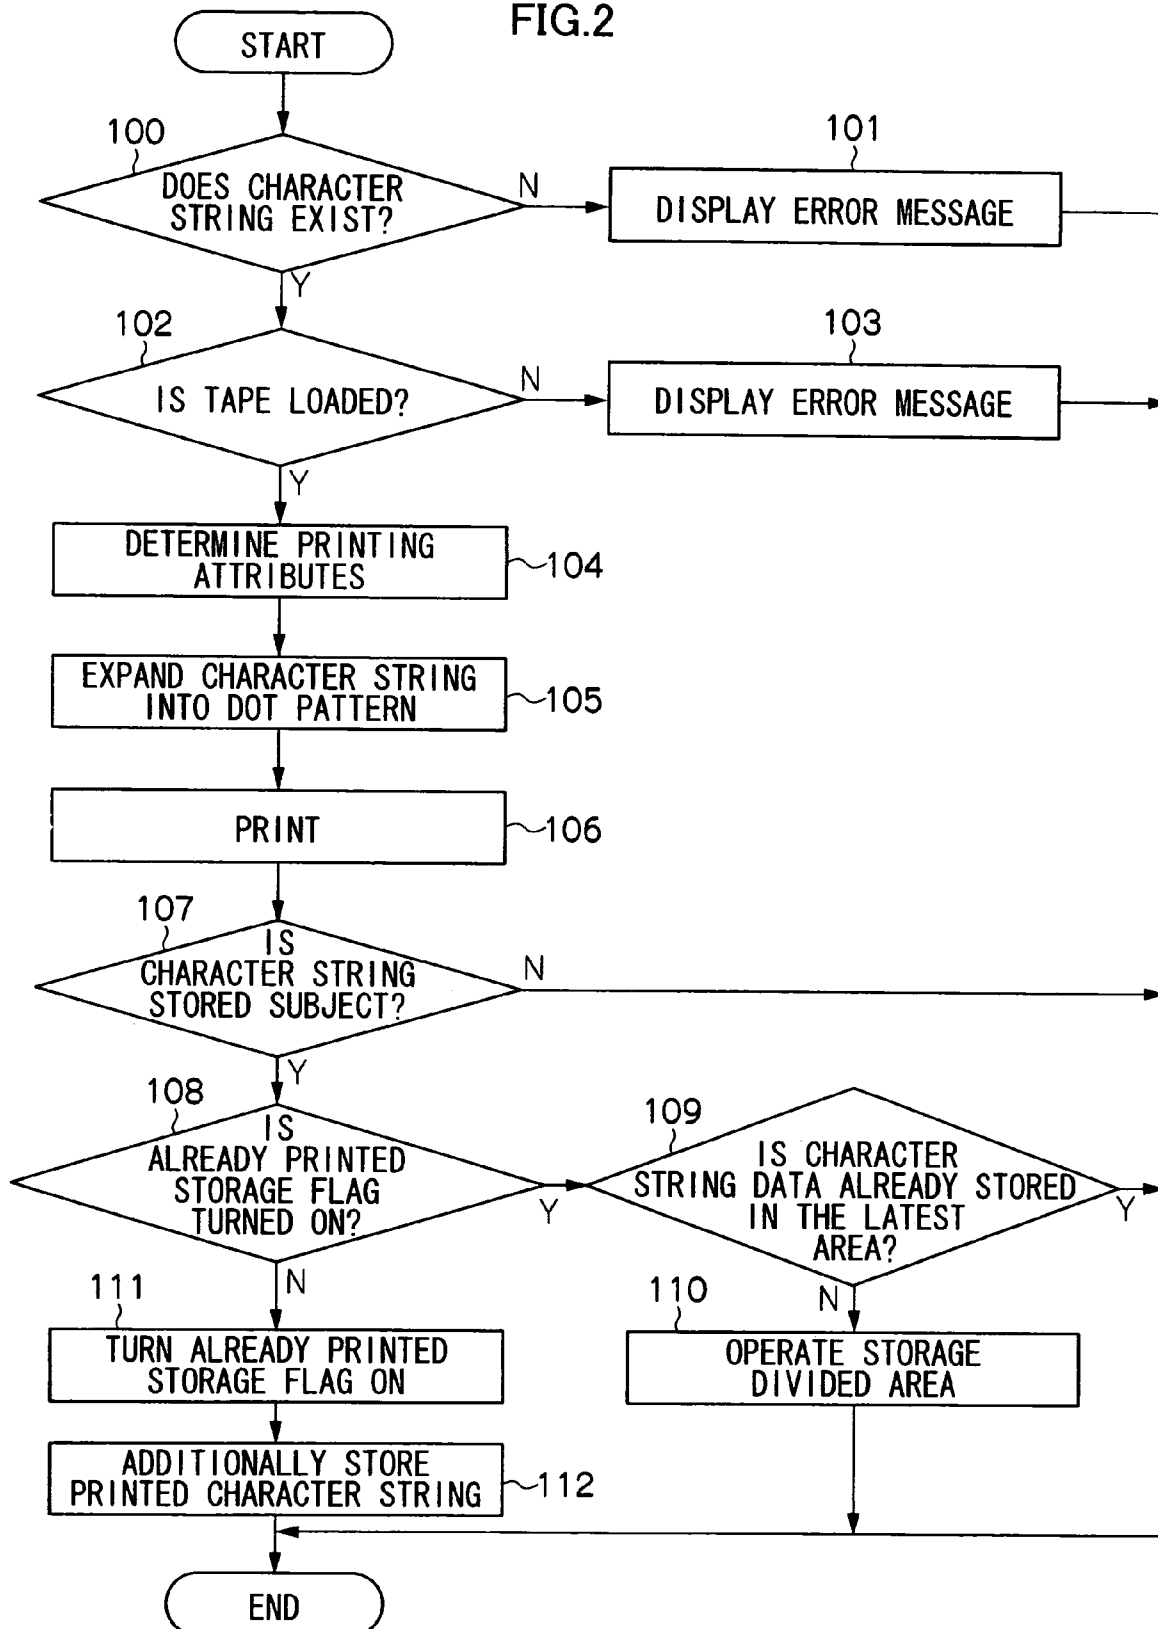 FIG.2
START
100
DOES CHARACTER
STRING EXIST?
N
Y
101
DISPLAY ERROR MESSAGE
102
IS TAPE LOADED?
N
Y
103
DISPLAY ERROR MESSAGE
DETERMINE PRINTING
ATTRIBUTES
104
EXPAND CHARACTER STRING
INTO DOT PATTERN
105
PRINT
106
107
IS
CHARACTER STRING
STORED SUBJECT?
N
Y
108
IS
ALREADY PRINTED
STORAGE FLAG
TURNED ON?
Y
N
109
IS CHARACTER
STRING DATA ALREADY STORED
IN THE LATEST
AREA?
Y
N
110
OPERATE STORAGE
DIVIDED AREA
111
TURN ALREADY PRINTED
STORAGE FLAG ON
ADDITIONALLY STORE
PRINTED CHARACTER STRING
112
END